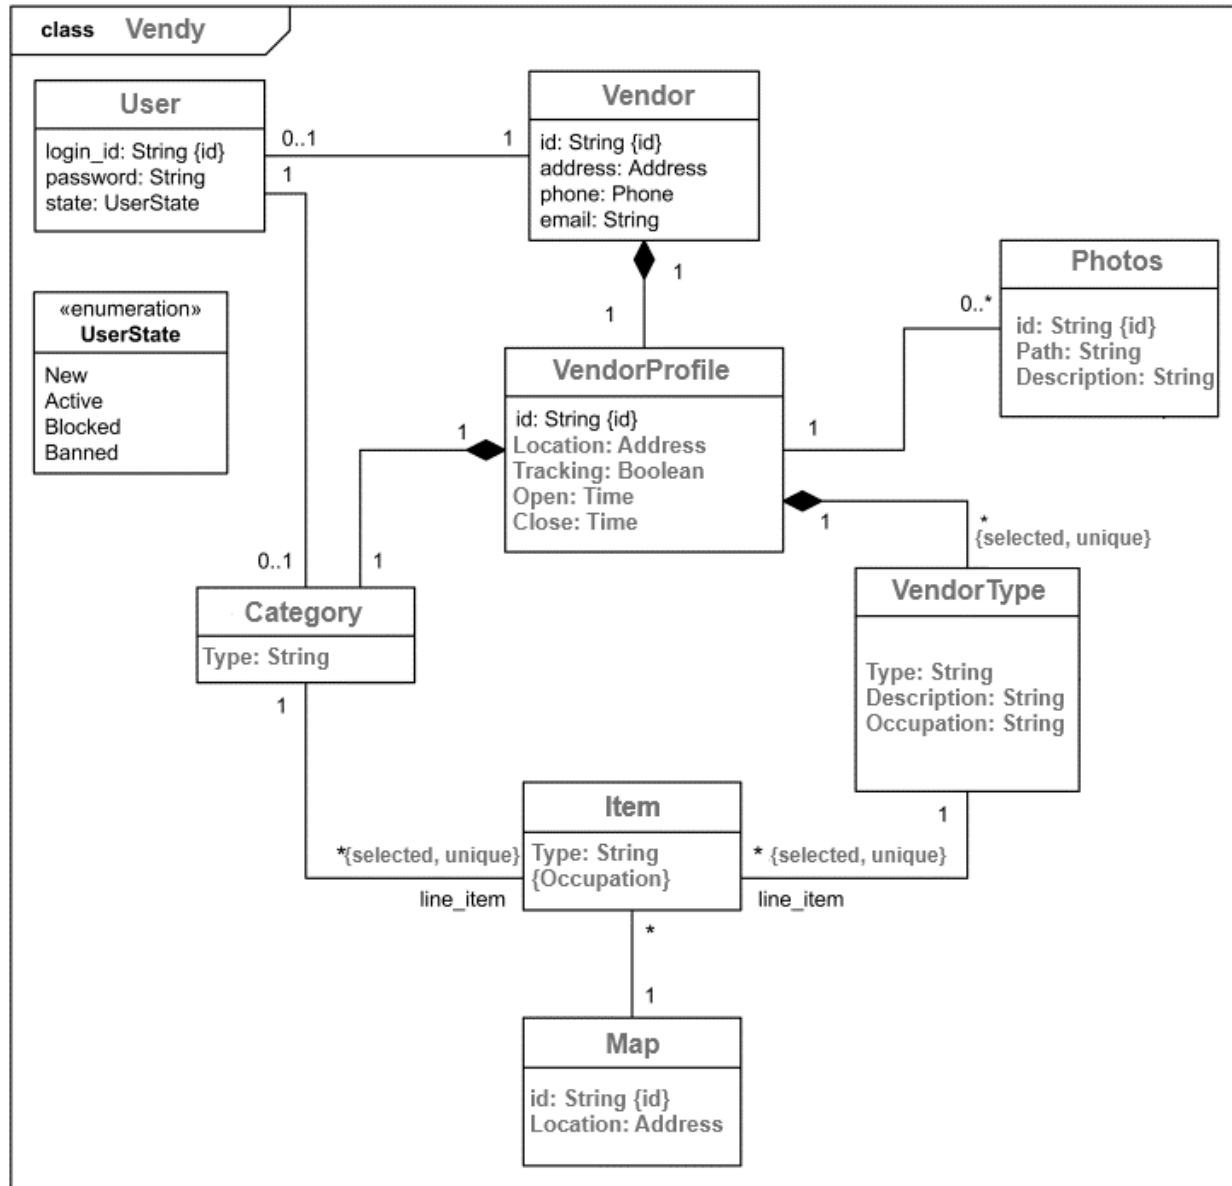 class Vendy
User
login_id: String {id}
password: String
state: UserState
0..1
1
1
Vendor
id: String {id}
address: Address
phone: Phone
email: String
1
1
«enumeration»
UserState
New
Active
Blocked
Banned
Photos
id: String {id}
Path: String
Description: String
0..*
1
VendorProfile
id: String {id}
Location: Address
Tracking: Boolean
Open: Time
Close: Time
1
1
0..1
1
*
{selected, unique}
Category
Type: String
1
VendorType
Type: String
Description: String
Occupation: String
1
*{selected, unique}
line_item
Item
Type: String
{Occupation}
* {selected, unique}
line_item
*
1
Map
id: String {id}
Location: Address